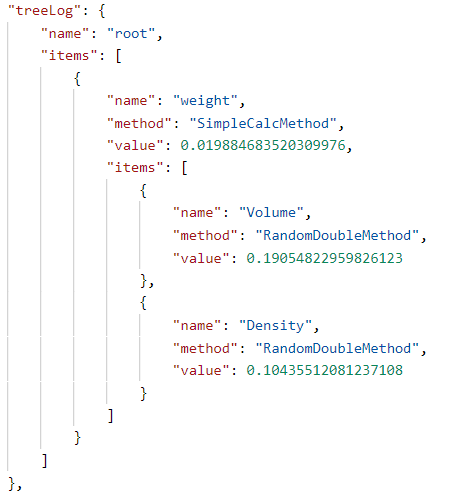 "treeLog": {
    "name": "root",
    "items": [
        {
            "name": "weight",
            "method": "SimpleCalcMethod",
            "value": 0.019884683520309976,
            "items": [
                {
                    "name": "Volume",
                    "method": "RandomDoubleMethod",
                    "value": 0.19054822959826123
                },
                {
                    "name": "Density",
                    "method": "RandomDoubleMethod",
                    "value": 0.10435512081237108
                }
            ]
        }
    ]
},